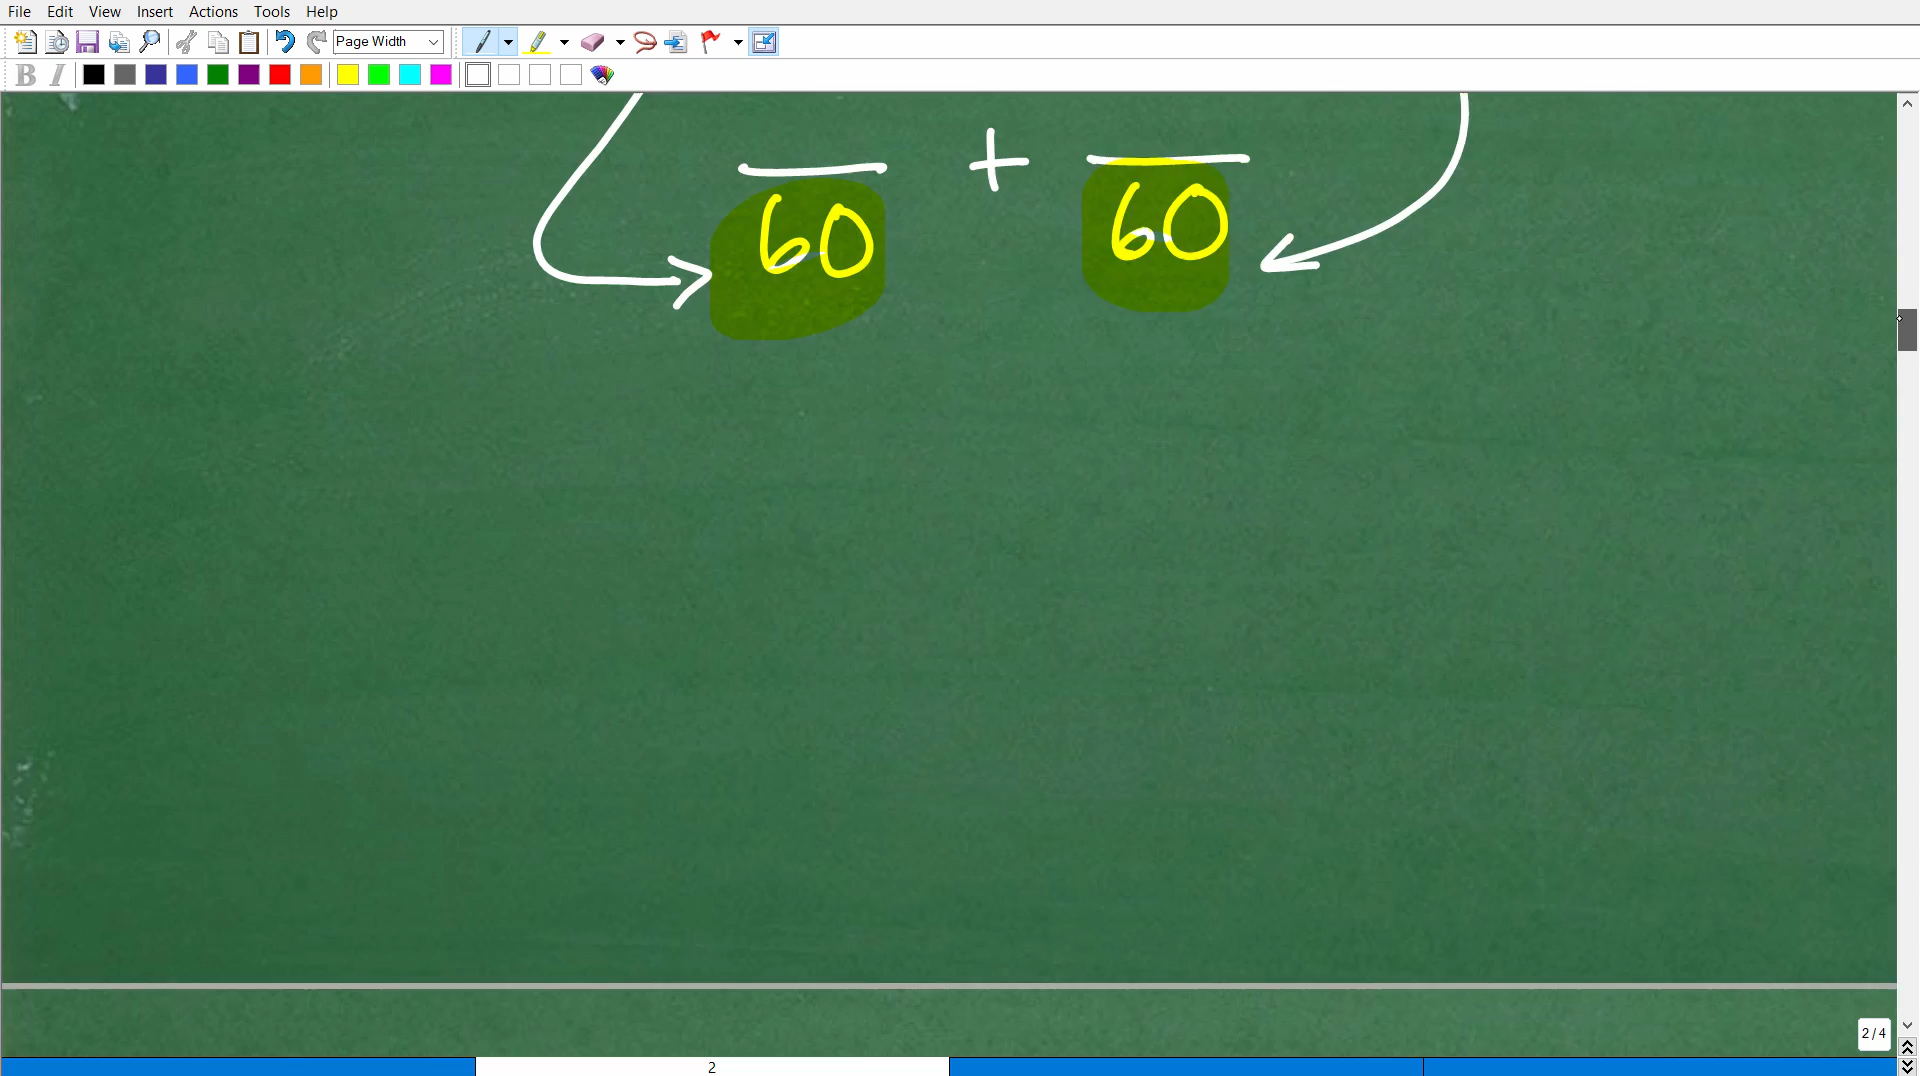 File Edit View Insert Actions Tools Help
Page Width
B I
+
60 60
2 / 4
2